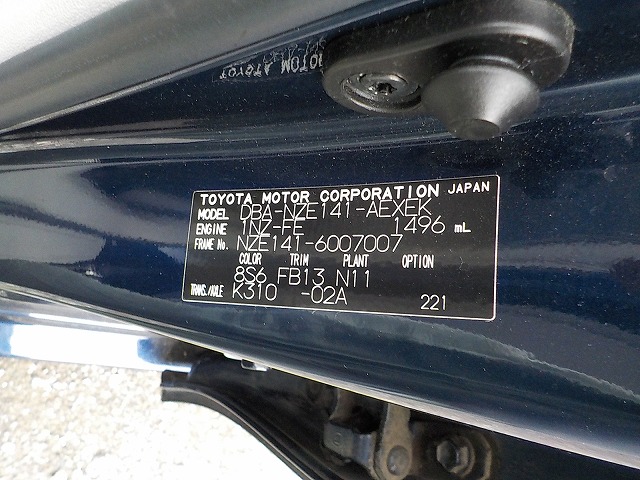 TOYOTA MOTOR CORPORATION JAPAN
MODEL DBA-NZE141-AEXEK
ENGINE 1NZ-FE 1496 mL
FRAME No. NZE141-6007007
COLOR TRIM PLANT OPTION
8S6 FB13 N11
TRANS./AXLE K310 -02A 221